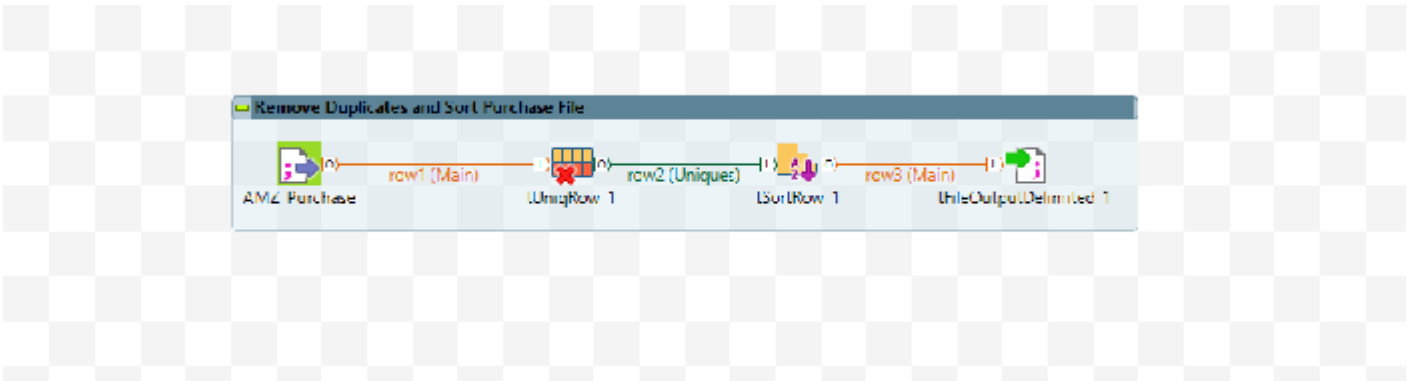 Remove Duplicates and Sort Purchase File
row1 (Main)
row2 (Uniques)
row3 (Main)
AMZ Purchase
tUniqRow_1
tSortRow_1
tFileOutputDelimited_1